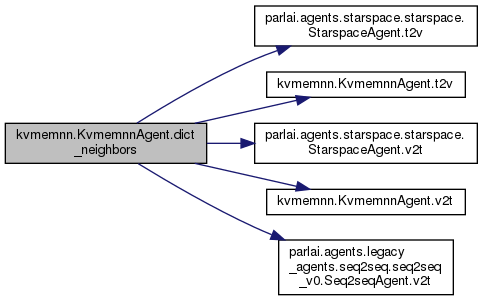 parlai.agents.starspace.starspace.
StarspaceAgent.t2v
kvmemnn.KvmemnnAgent.t2v
kvmemnn.KvmemnnAgent.dict
_neighbors
parlai.agents.starspace.starspace.
StarspaceAgent.v2t
kvmemnn.KvmemnnAgent.v2t
parlai.agents.legacy
_agents.seq2seq.seq2seq
_v0.Seq2seqAgent.v2t